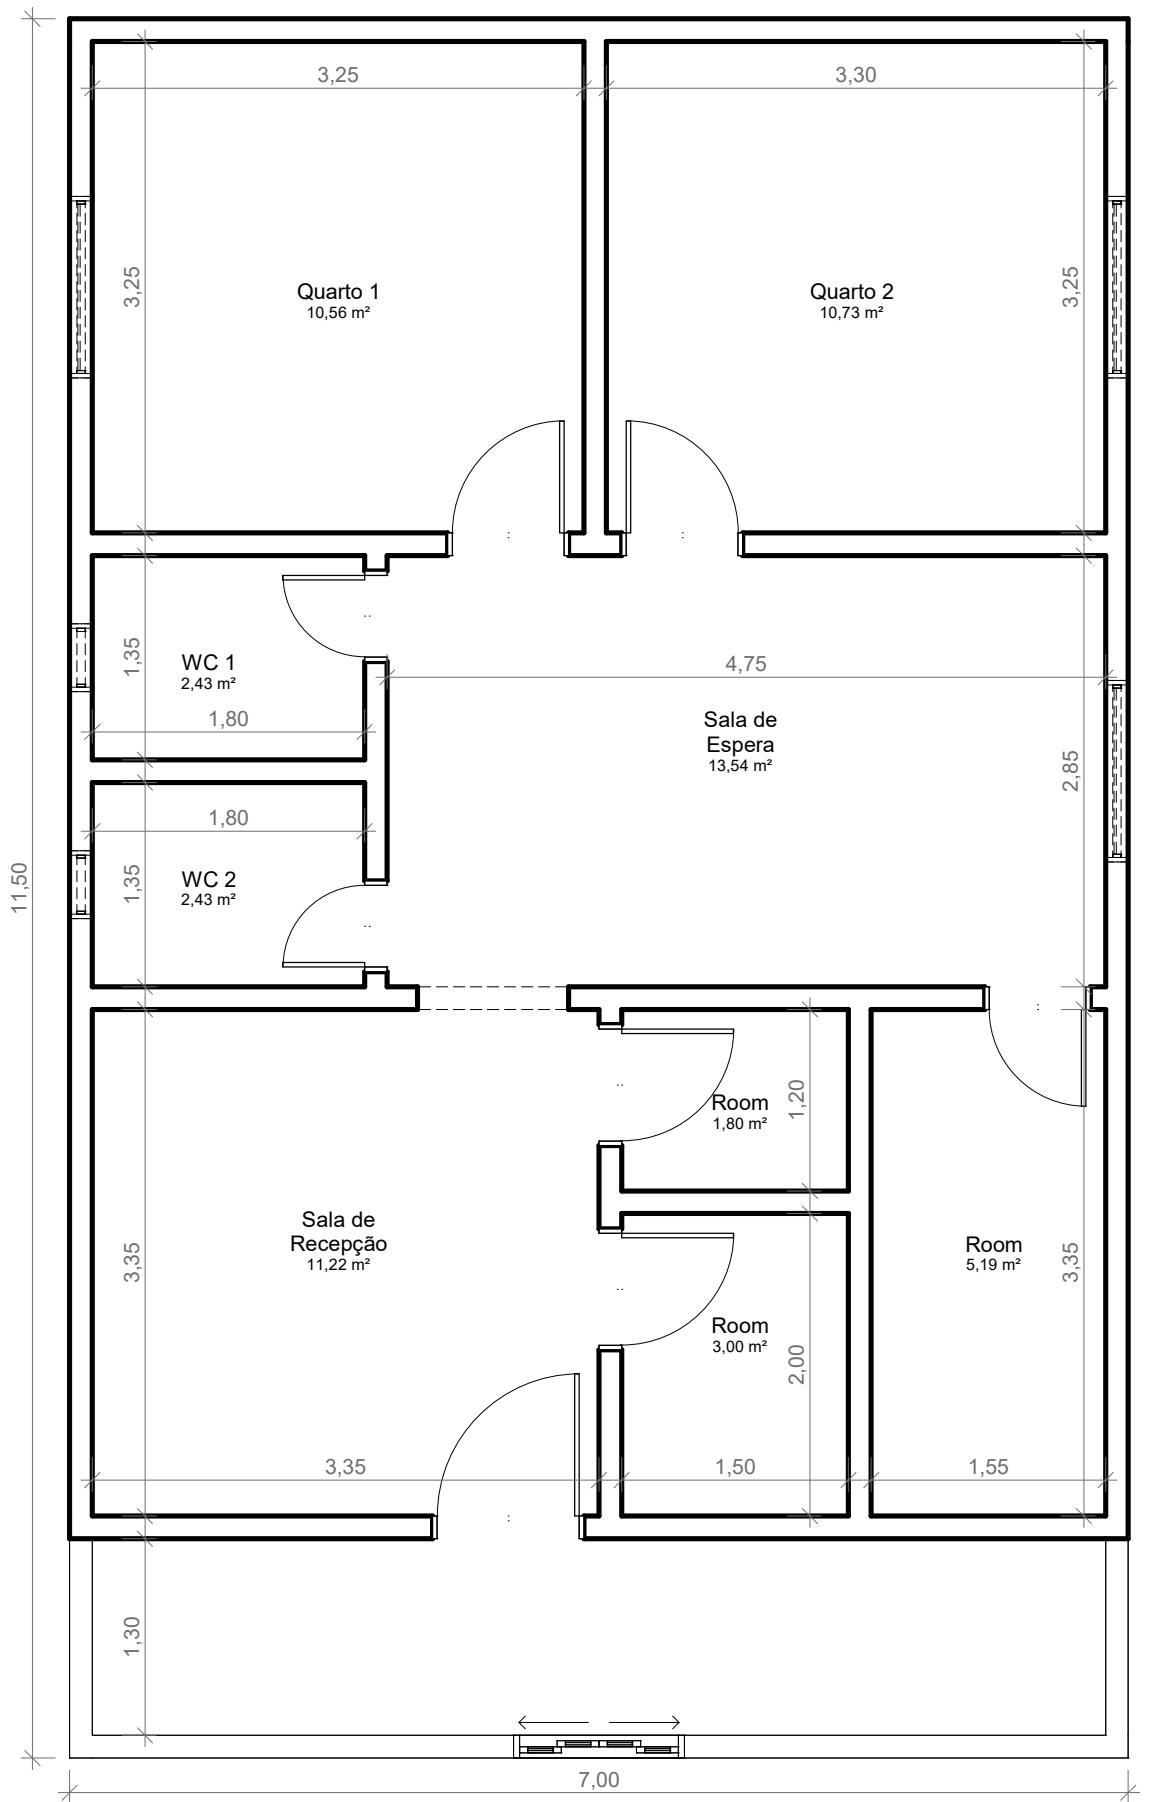 3,25
3,30
3,25
Quarto 1
10,56 m²
Quarto 2
10,73 m²
3,25
1,35
WC 1
2,43 m²
1,80
4,75
Sala de
Espera
13,54 m²
2,85
1,80
1,35
WC 2
2,43 m²
11,50
Room
1,80 m²
1,20
3,35
Sala de
Recepção
11,22 m²
Room
5,19 m²
3,35
Room
3,00 m²
2,00
3,35
1,50
1,55
1,30
7,00